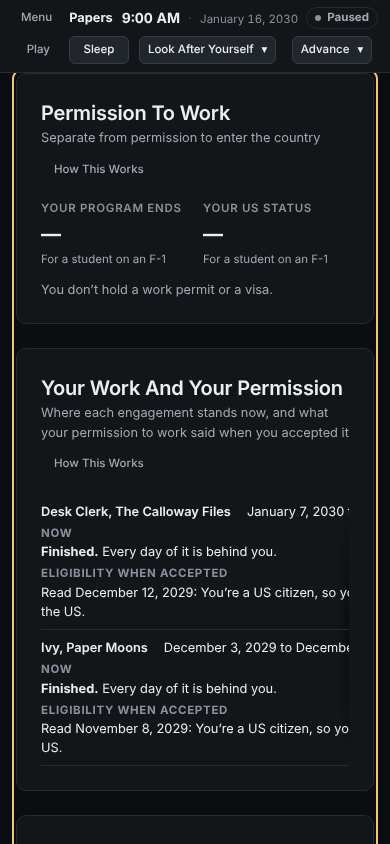 Menu Papers 9:00 AM · January 16, 2030 Paused
Play Sleep Look After Yourself ▾ Advance ▾
Permission To Work
Separate from permission to enter the country
How This Works
YOUR PROGRAM ENDS YOUR US STATUS
— —
For a student on an F-1 For a student on an F-1
You don’t hold a work permit or a visa.
Your Work And Your Permission
Where each engagement stands now, and what
your permission to work said when you accepted it
How This Works
Desk Clerk, The Calloway Files January 7, 2030
NOW
Finished. Every day of it is behind you.
ELIGIBILITY WHEN ACCEPTED
Read December 12, 2029: You’re a US citizen, so
the US.
Ivy, Paper Moons December 3, 2029 to
NOW
Finished. Every day of it is behind you.
ELIGIBILITY WHEN ACCEPTED
Read November 8, 2029: You’re a US citizen, so
US.